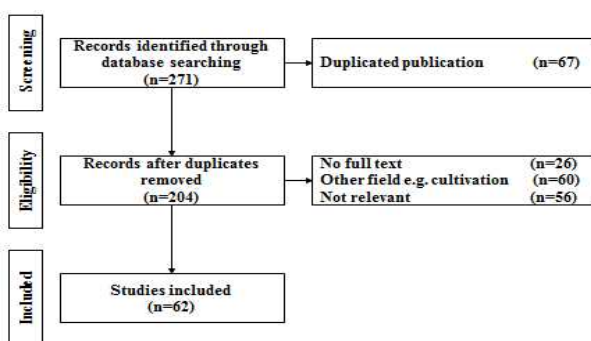 Screening
Records identified through
database searching
(n=271)
Duplicated publication (n=67)
Eligibility
Records after duplicates
removed
(n=204)
No full text (n=26)
Other field e.g. cultivation (n=60)
Not relevant (n=56)
Included
Studies included
(n=62)